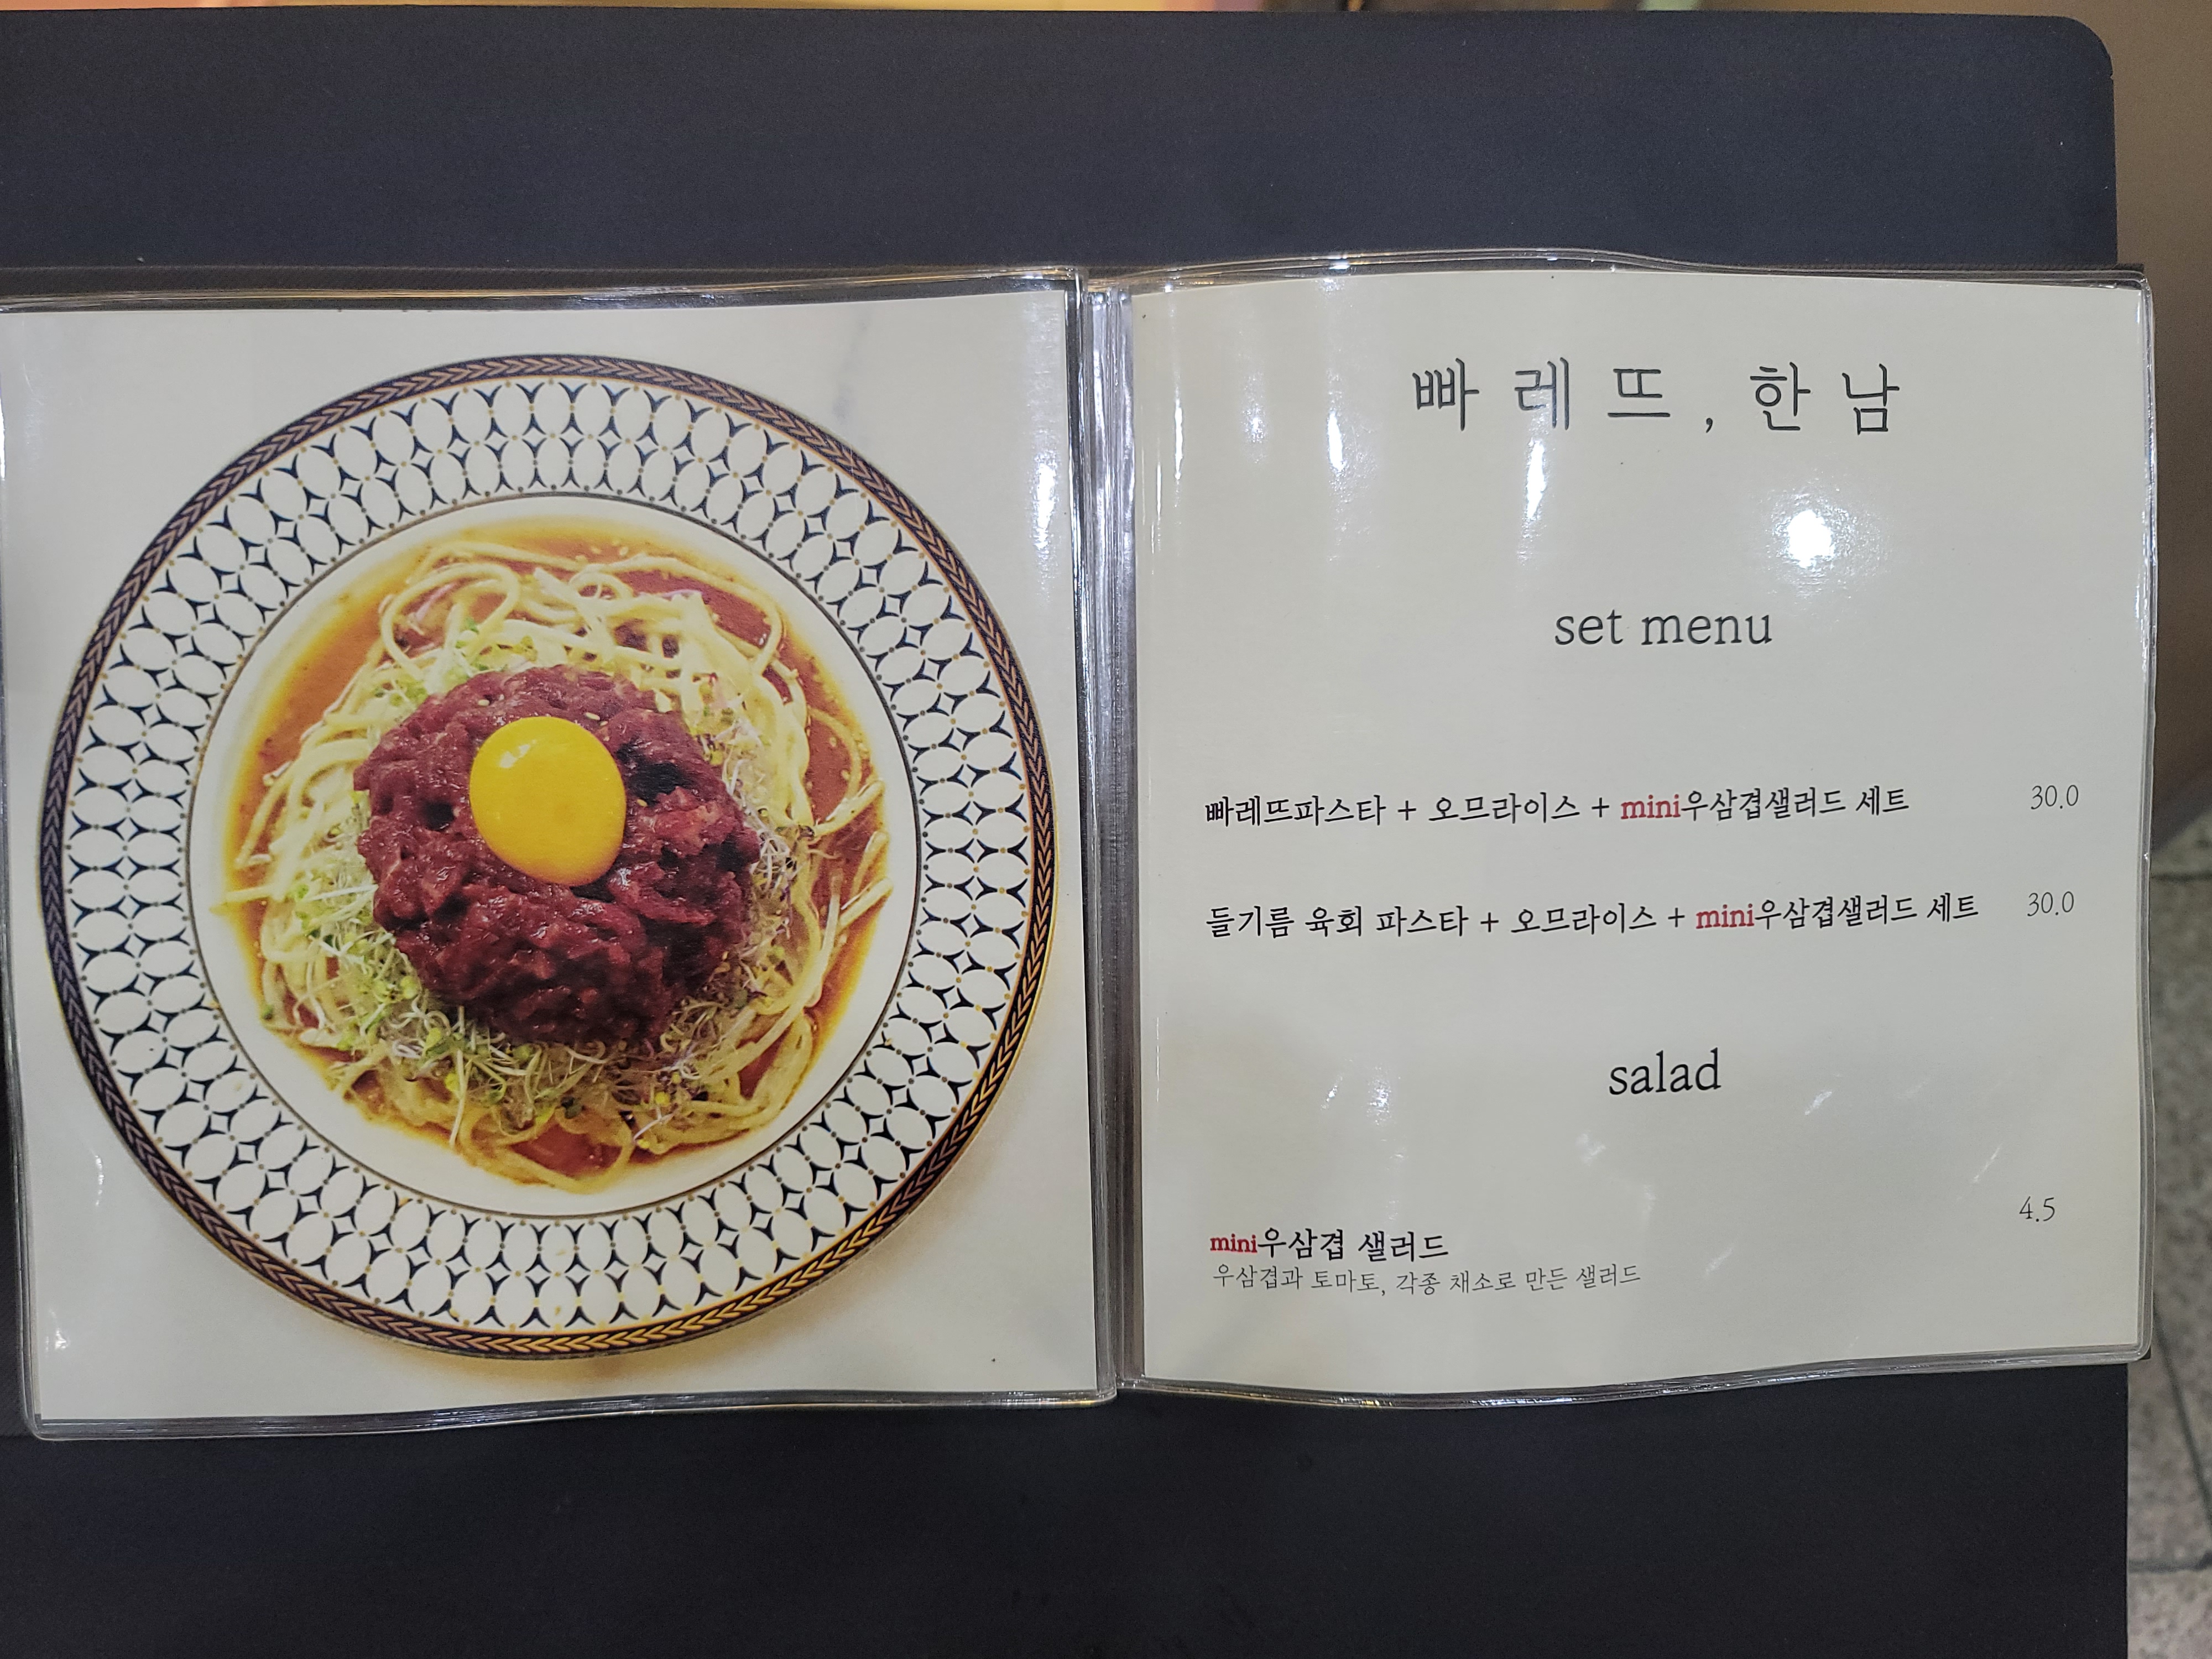 빠레뜨, 한남
set menu
빠레뜨파스타 + 오므라이스 + mini우삼겹샐러드 세트 30.0
들기름 육회 파스타 + 오므라이스 + mini우삼겹샐러드 세트 30.0
salad
mini우삼겹 샐러드 4.5
우삼겹과 토마토, 각종 채소로 만든 샐러드